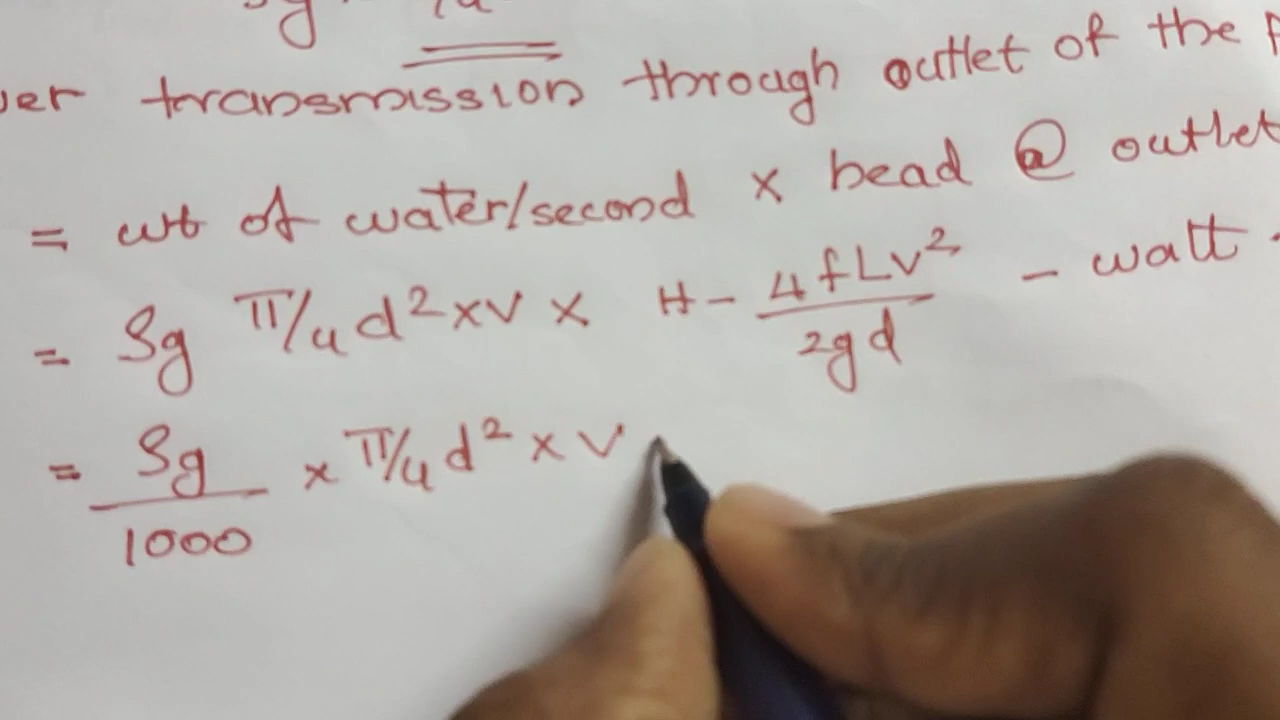 transmission through outlet of the
= wt of water/second x head @ outlet
= ρg π/4 d² x v x H - 4fLv²/2gd - watt
= ρg/1000 x π/4 d² x v